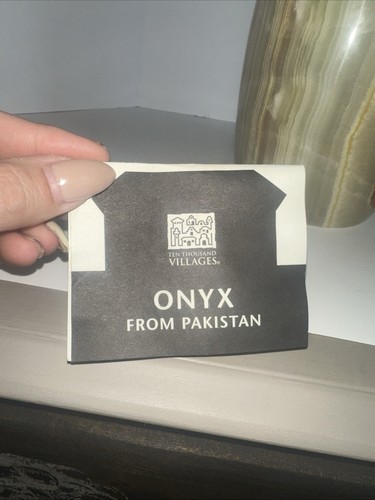 TEN THOUSAND
VILLAGES®
ONYX
FROM PAKISTAN